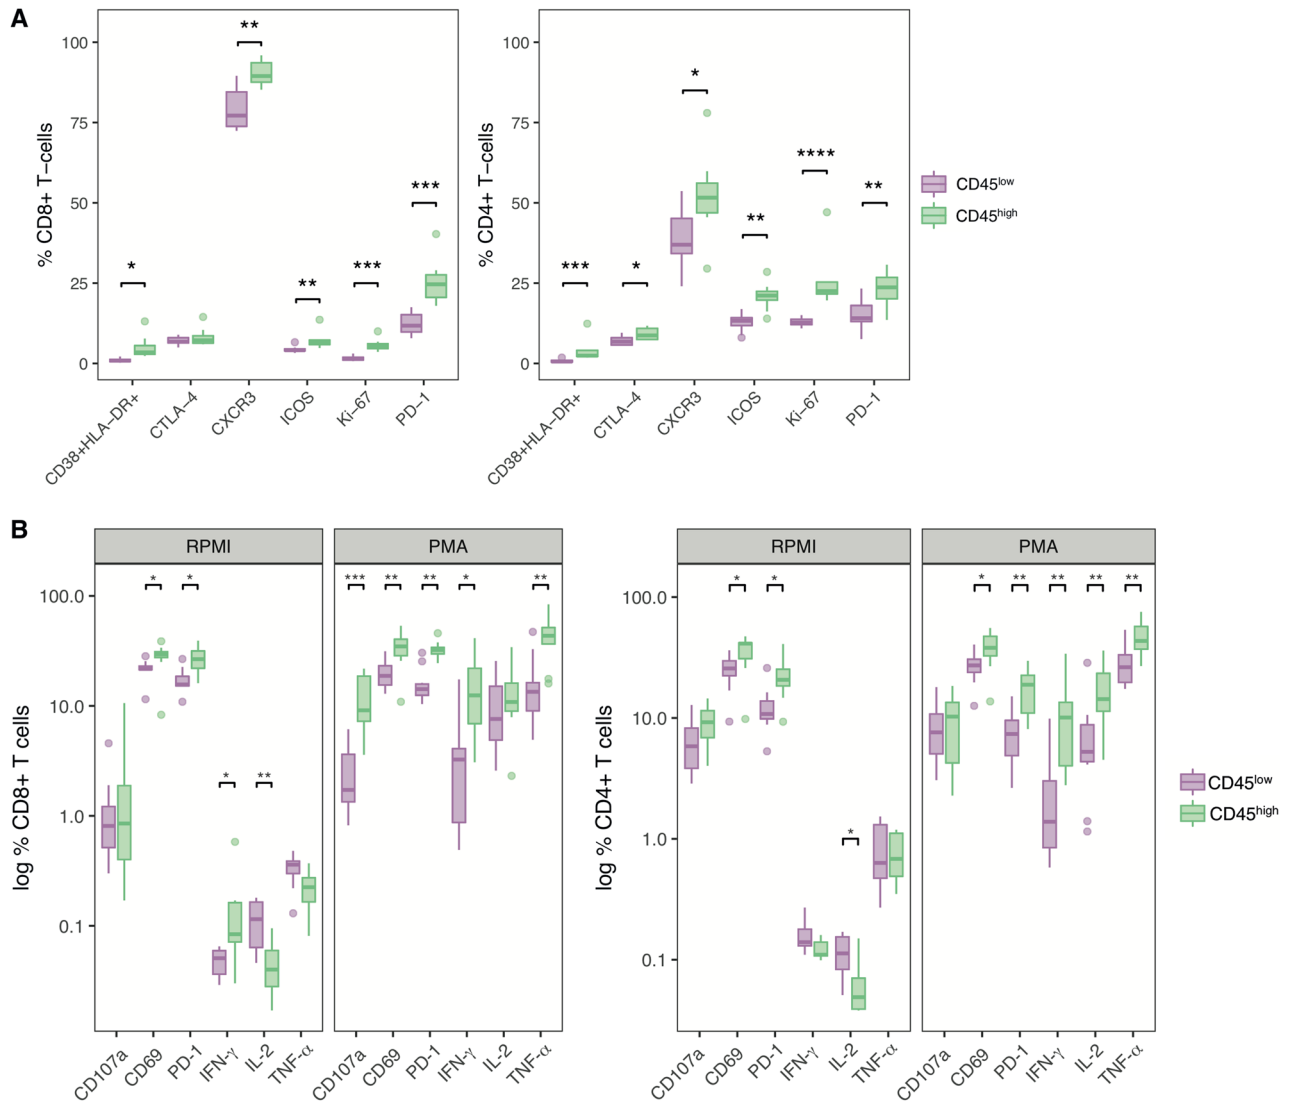 A
% CD8+ T−cells
100
75
50
25
0
**
*
**
***
***
CD38+HLA−DR+
CTLA−4
CXCR3
ICOS
Ki−67
PD−1
% CD4+ T−cells
100
75
50
25
0
***
*
*
**
****
**
CD38+HLA−DR+
CTLA−4
CXCR3
ICOS
Ki−67
PD−1
CD45low
CD45high
B
RPMI
PMA
log % CD8+ T cells
100.0
10.0
1.0
0.1
* * * **
*** ** ** * **
CD107a CD69 PD-1 IFN-γ IL-2 TNF-α
CD107a CD69 PD-1 IFN-γ IL-2 TNF-α
RPMI
PMA
log % CD4+ T cells
100.0
10.0
1.0
0.1
* * *
* ** ** ** **
CD107a CD69 PD-1 IFN-γ IL-2 TNF-α
CD107a CD69 PD-1 IFN-γ IL-2 TNF-α
CD45low
CD45high